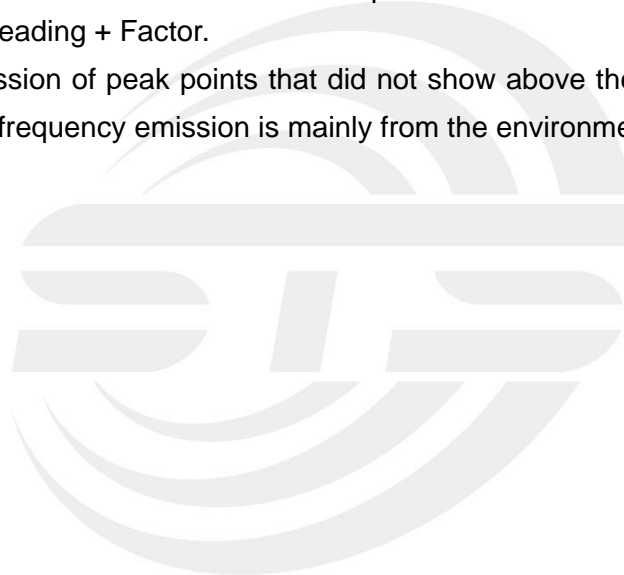 eading + Factor.
ssion of peak points that did not show above the
frequency emission is mainly from the environme
STS